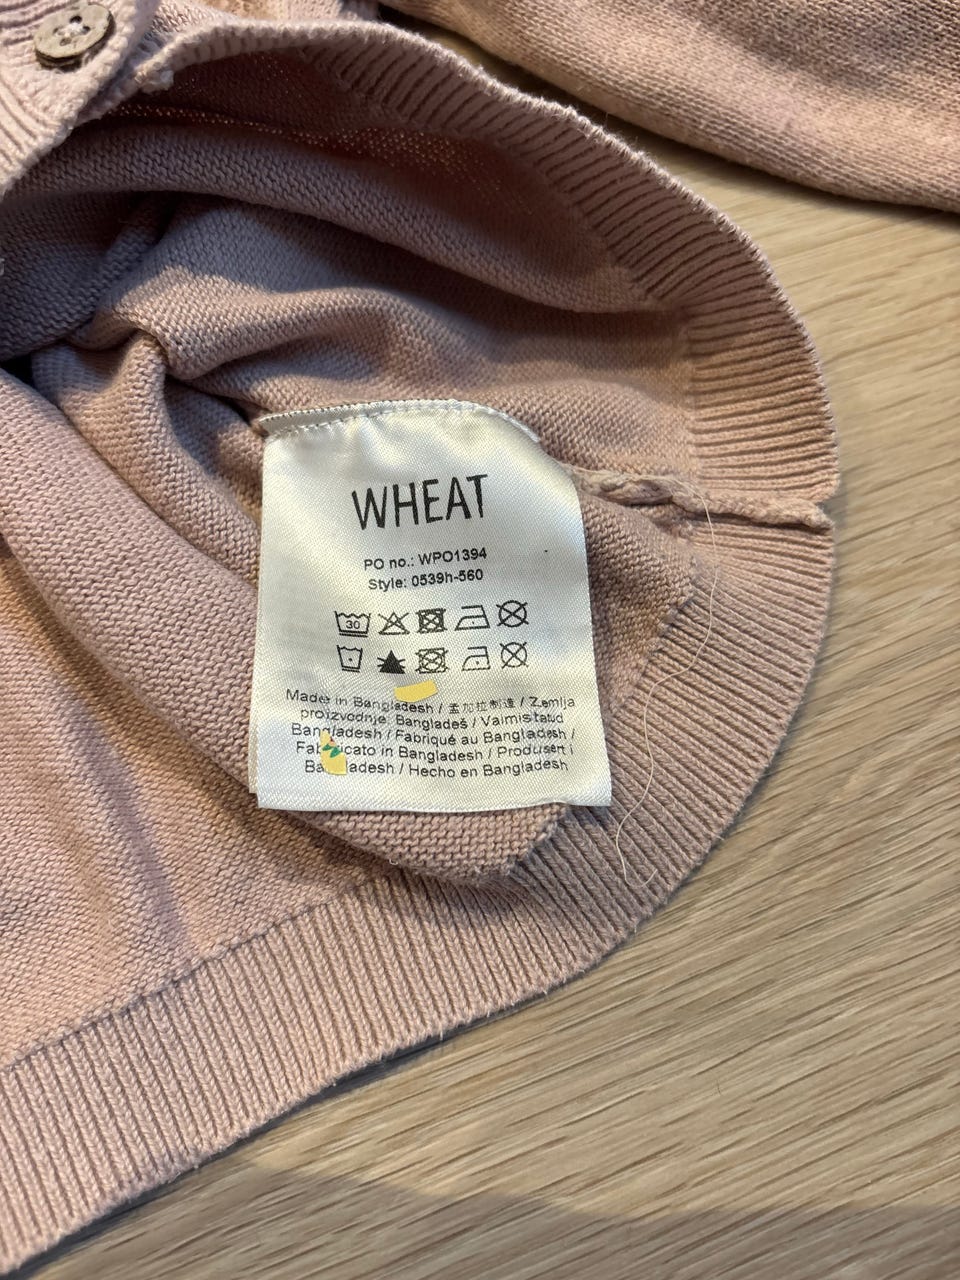 WHEAT
PO no.: WPO1394
Style: 0539h-560
30
Made in Bangladesh / 孟加拉制造 / Zemlja
proizvodnje: Bangladeš / Valmistatud
Bangladesh / Fabriqué au Bangladesh /
Fabbricato in Bangladesh / Produsert i
Bangladesh / Hecho en Bangladesh